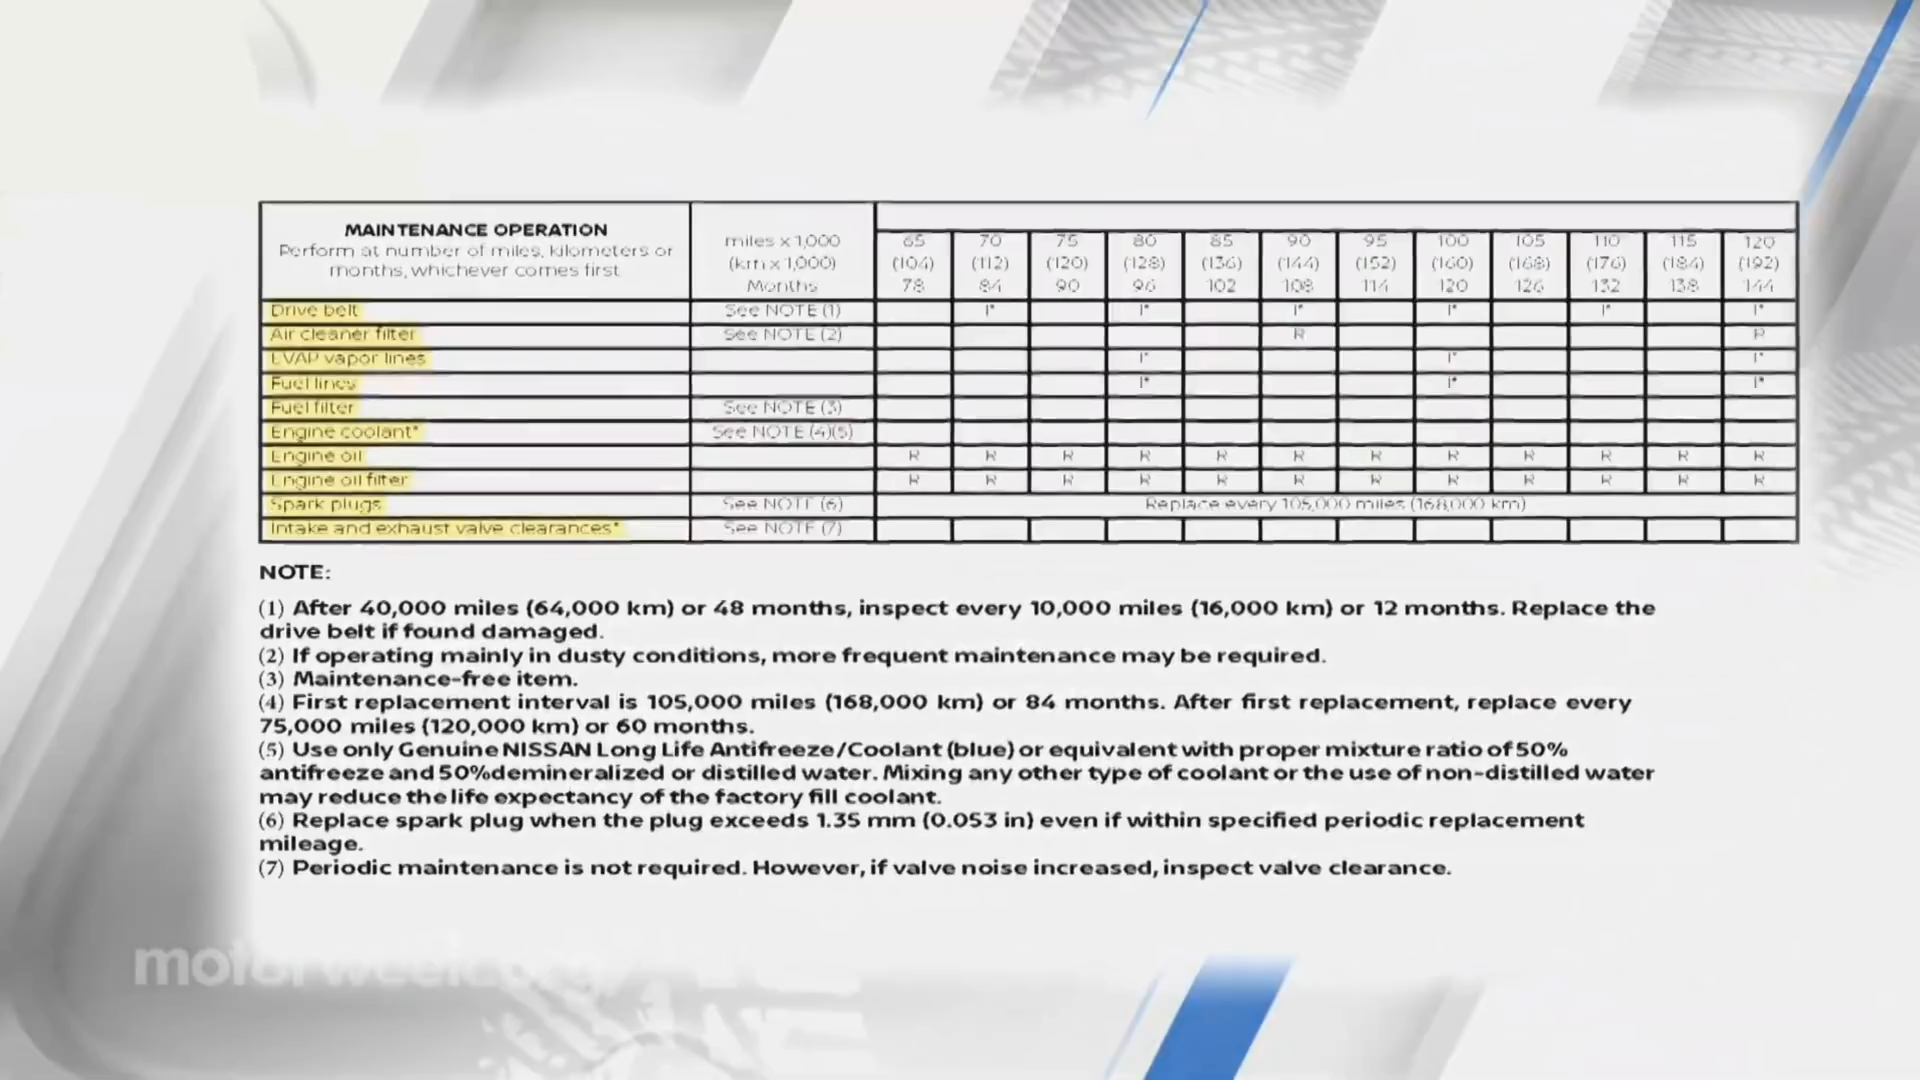 MAINTENANCE OPERATION
Perform at number of miles, kilometers or
months, whichever comes first
miles x 1,000 65 70 75 80 85 90 95 100 105 110 115 120
(km x 1,000) (104) (112) (120) (128) (136) (144) (152) (160) (168) (176) (184) (192)
Months 78 84 90 96 102 108 114 120 126 132 138 144
Drive belt See NOTE (1) I* I* I* I* I* I*
Air cleaner filter See NOTE (2) R R
EVAP vapor lines I* I* I*
Fuel lines I* I* I*
Fuel filter See NOTE (3)
Engine coolant* See NOTE (4)(5)
Engine oil R R R R R R R R R R R R
Engine oil filter R R R R R R R R R R R R
Spark plugs See NOTE (6) Replace every 105,000 miles (168,000 km)
Intake and exhaust valve clearances* See NOTE (7)
NOTE:
(1) After 40,000 miles (64,000 km) or 48 months, inspect every 10,000 miles (16,000 km) or 12 months. Replace the
drive belt if found damaged.
(2) If operating mainly in dusty conditions, more frequent maintenance may be required.
(3) Maintenance-free item.
(4) First replacement interval is 105,000 miles (168,000 km) or 84 months. After first replacement, replace every
75,000 miles (120,000 km) or 60 months.
(5) Use only Genuine NISSAN Long Life Antifreeze/Coolant (blue) or equivalent with proper mixture ratio of 50%
antifreeze and 50%demineralized or distilled water. Mixing any other type of coolant or the use of non-distilled water
may reduce the life expectancy of the factory fill coolant.
(6) Replace spark plug when the plug exceeds 1.35 mm (0.053 in) even if within specified periodic replacement
mileage.
(7) Periodic maintenance is not required. However, if valve noise increased, inspect valve clearance.
motorweek.org